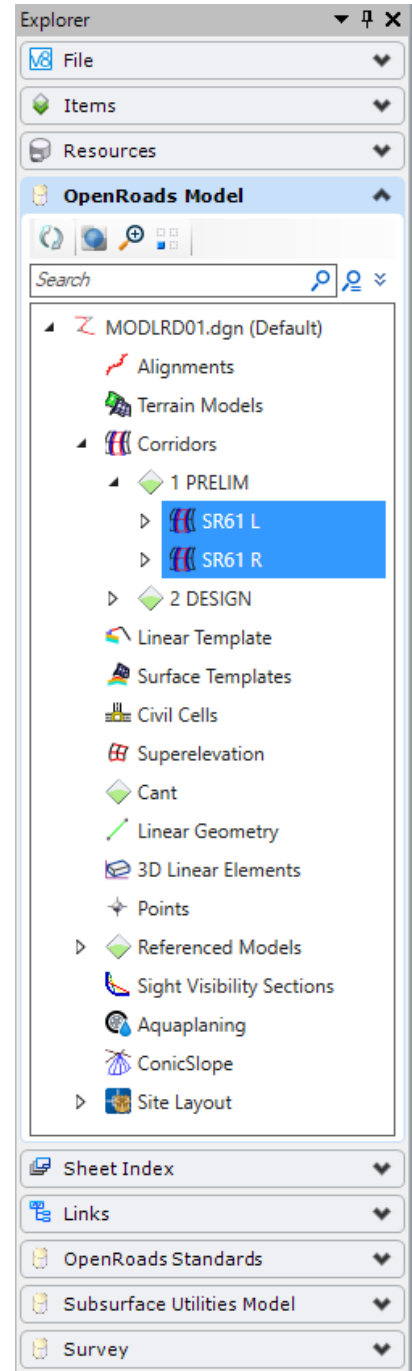 Explorer
V8 File
Items
Resources
OpenRoads Model
Search
MODLRD01.dgn (Default)
Alignments
Terrain Models
Corridors
1 PRELIM
SR61 L
SR61 R
2 DESIGN
Linear Template
Surface Templates
Civil Cells
Superelevation
Cant
Linear Geometry
3D Linear Elements
Points
Referenced Models
Sight Visibility Sections
Aquaplaning
ConicSlope
Site Layout
Sheet Index
Links
OpenRoads Standards
Subsurface Utilities Model
Survey